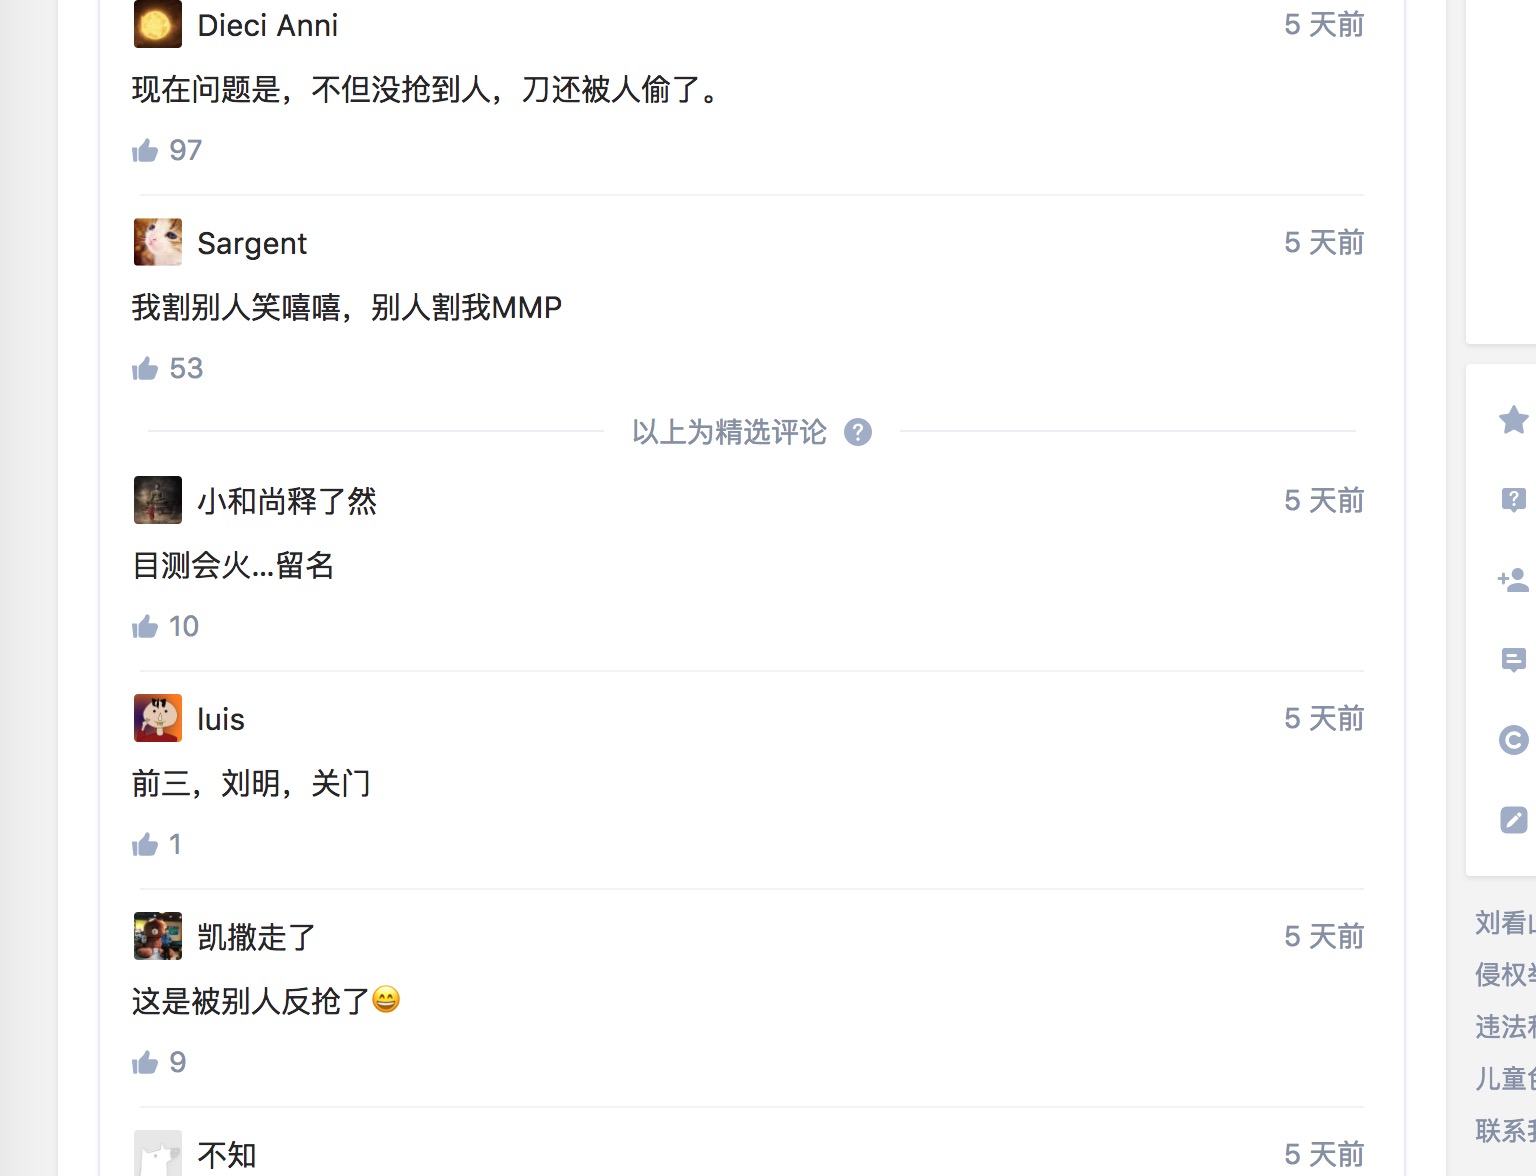 Dieci Anni
5 天前
现在问题是，不但没抢到人，刀还被人偷了。
97
Sargent
5 天前
我割别人笑嘻嘻，别人割我MMP
53
以上为精选评论 ?
小和尚释了然
5 天前
目测会火...留名
10
luis
5 天前
前三，刘明，关门
1
凯撒走了
5 天前
这是被别人反抢了😄
9
不知
5 天前
刘看
侵权
违法
儿童
联系